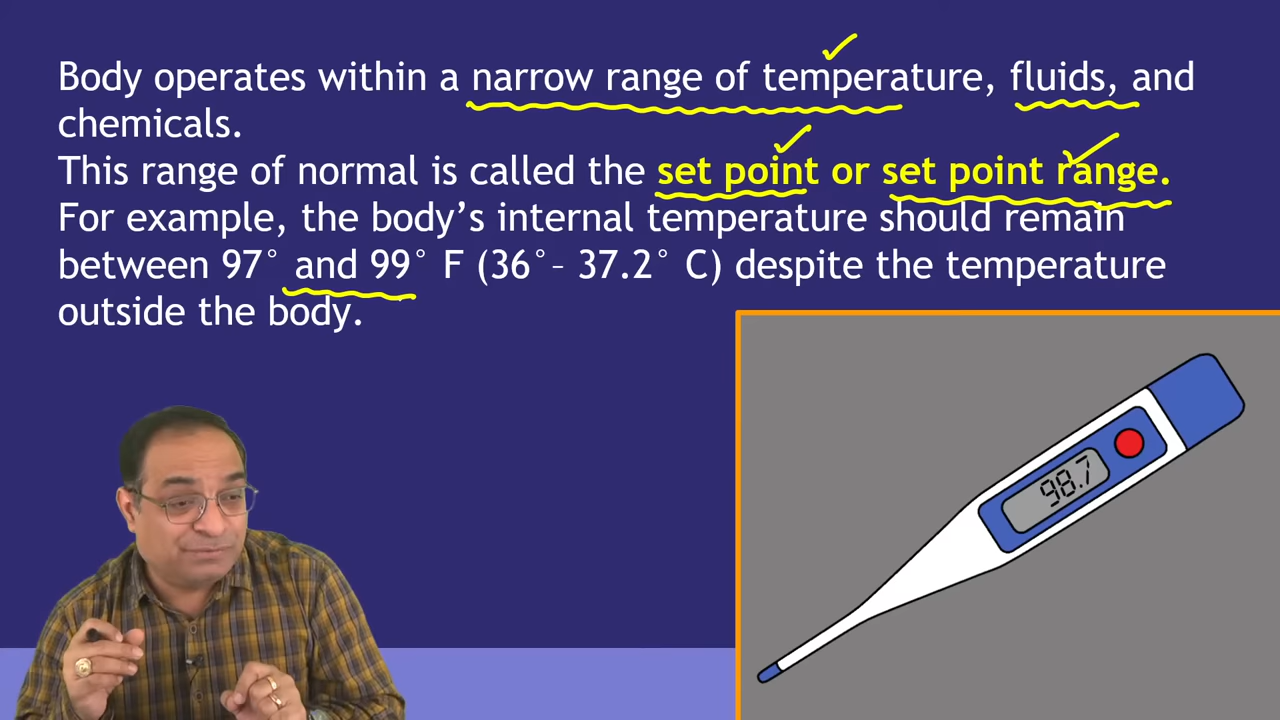 Body operates within a narrow range of temperature, fluids, and
chemicals.
This range of normal is called the set point or set point range.
For example, the body’s internal temperature should remain
between 97° and 99° F (36°– 37.2° C) despite the temperature
outside the body.
98.7